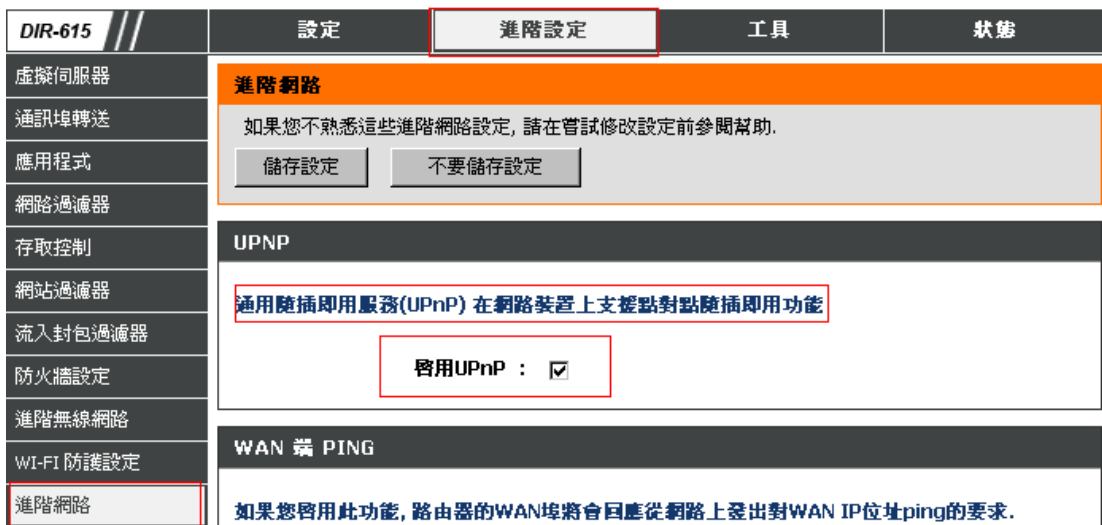 DIR-615
設定
進階設定
工具
狀態
虛擬伺服器
通訊埠轉送
應用程式
網路過濾器
存取控制
網站過濾器
流入封包過濾器
防火牆設定
進階無線網路
WI-FI 防護設定
進階網路
進階網路
如果您不熟悉這些進階網路設定, 請在嘗試修改設定前參閱幫助.
儲存設定
不要儲存設定
UPNP
通用隨插即用服務(UPnP) 在網路裝置上支援點對點隨插即用功能
啓用UPnP :
WAN 端 PING
如果您啓用此功能, 路由器的WAN埠將會回應從網路上發出對WAN IP位址ping的要求.